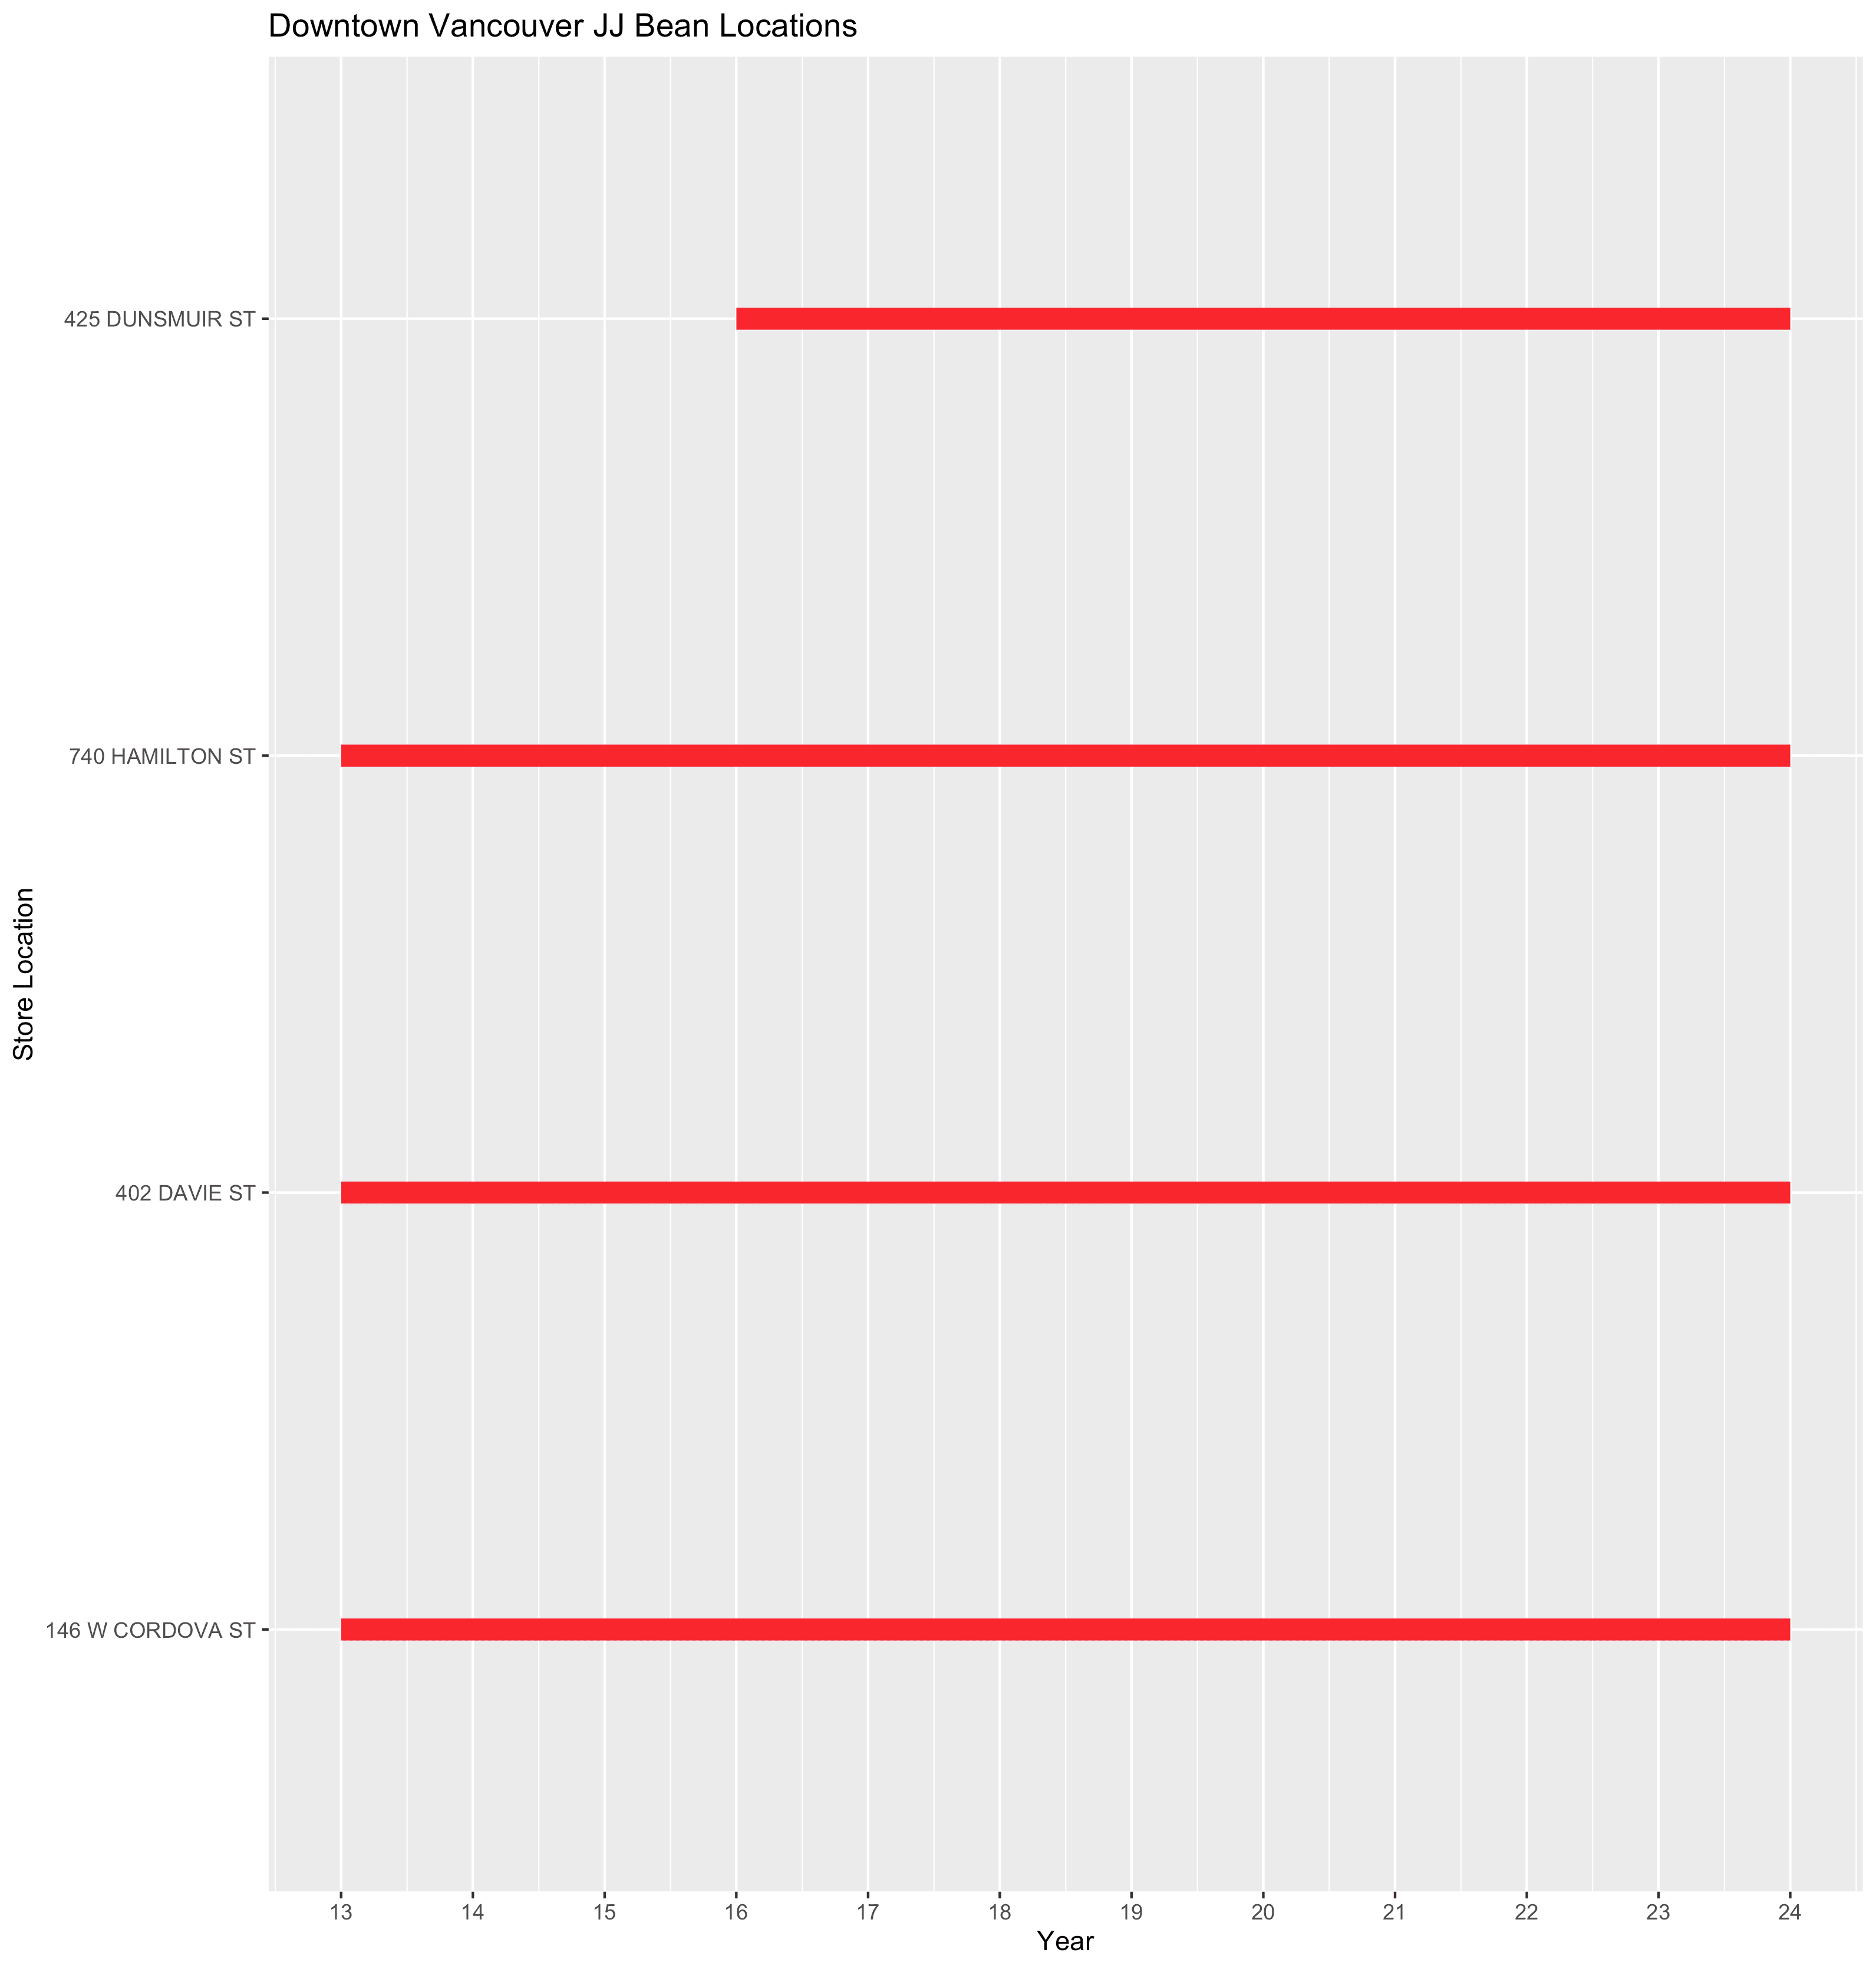 Downtown Vancouver JJ Bean Locations
425 DUNSMUIR ST
740 HAMILTON ST
402 DAVIE ST
146 W CORDOVA ST
Store Location
13 14 15 16 17 18 19 20 21 22 23 24
Year